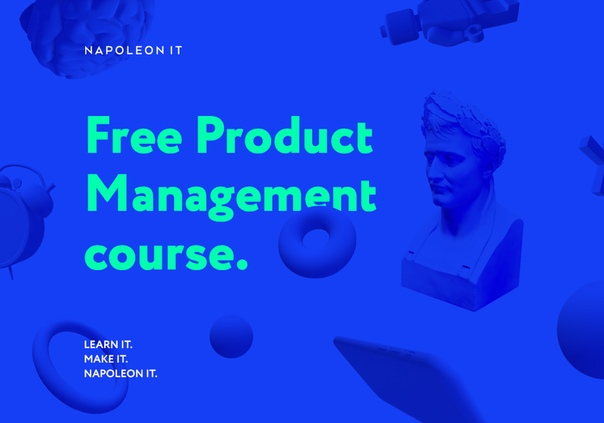 NAPOLEON IT
Free Product
Management
course.
LEARN IT.
MAKE IT.
NAPOLEON IT.